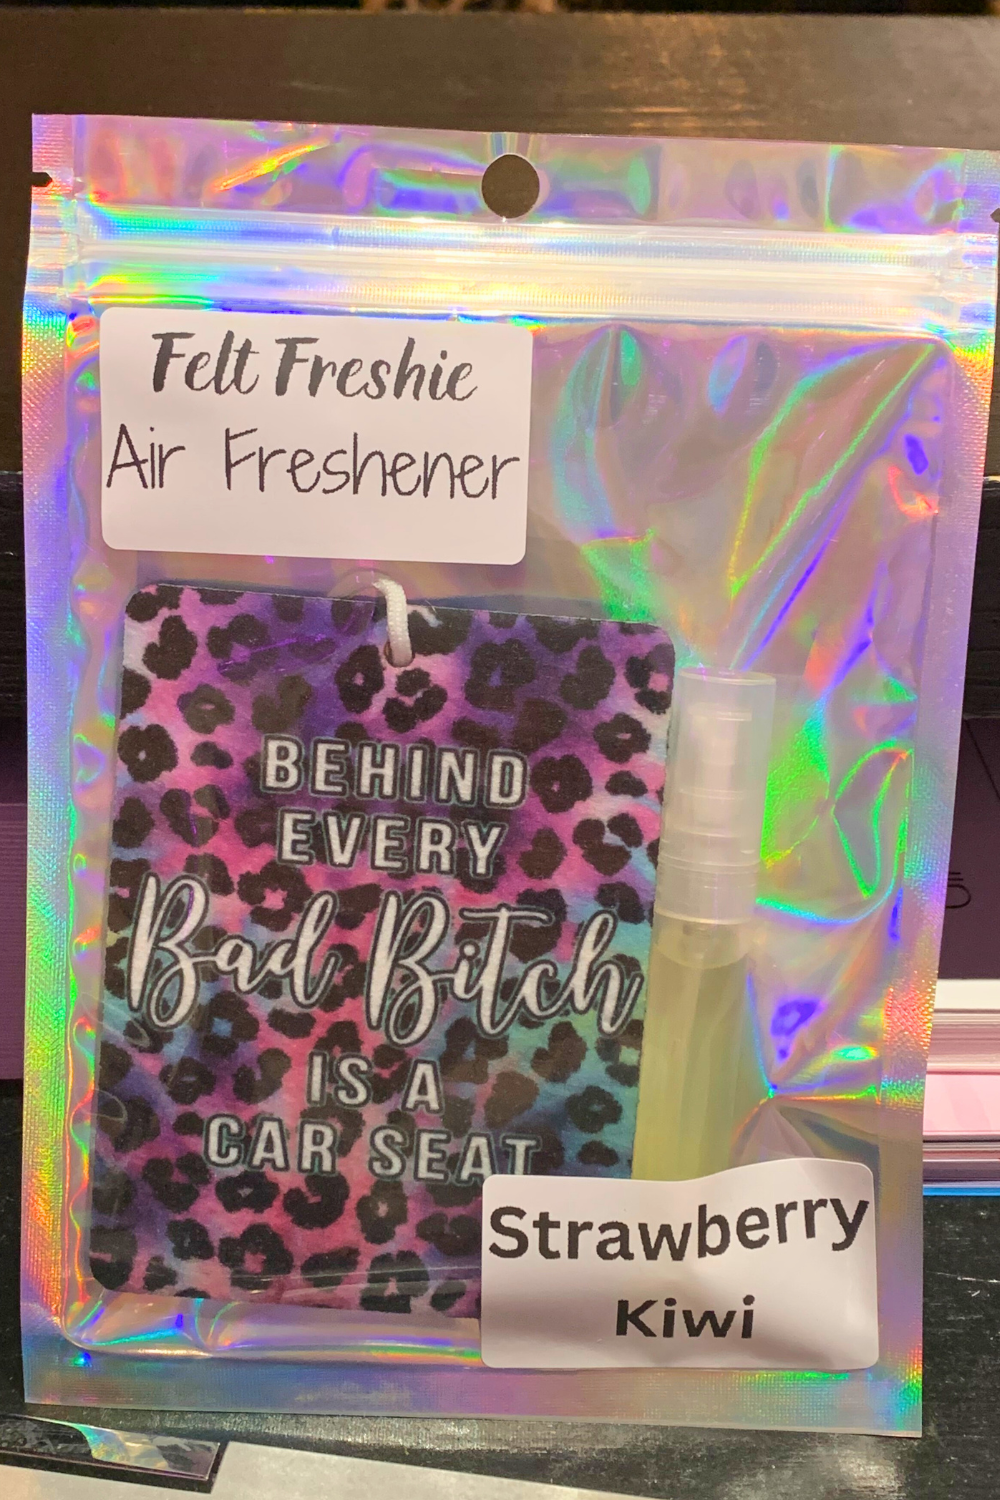 Felt Freshie
Air Freshener
BEHIND
EVERY
Bad Bitch
IS A
CAR SEAT
Strawberry
Kiwi